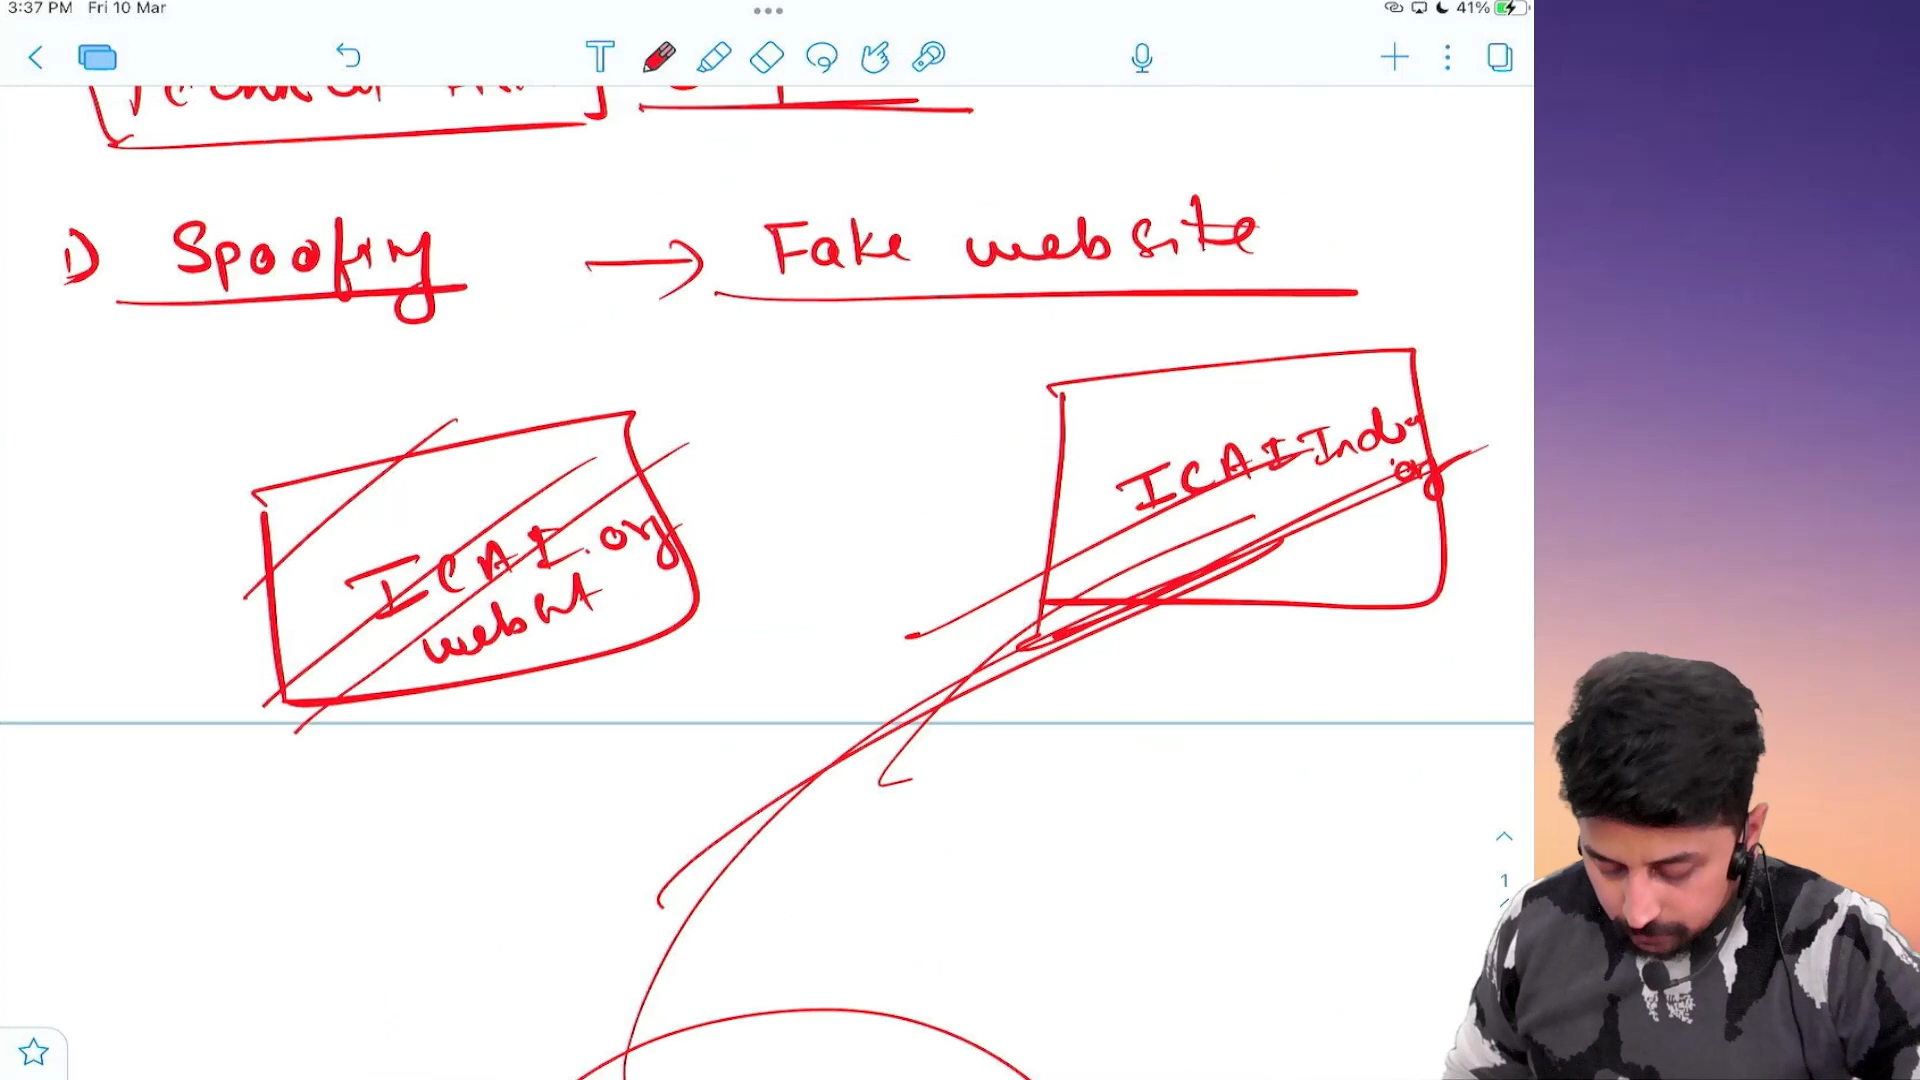 3:37 PM Fri 10 Mar
41%
1) Spoofing → Fake website
ICAI.org
website
ICAI India
.org
1